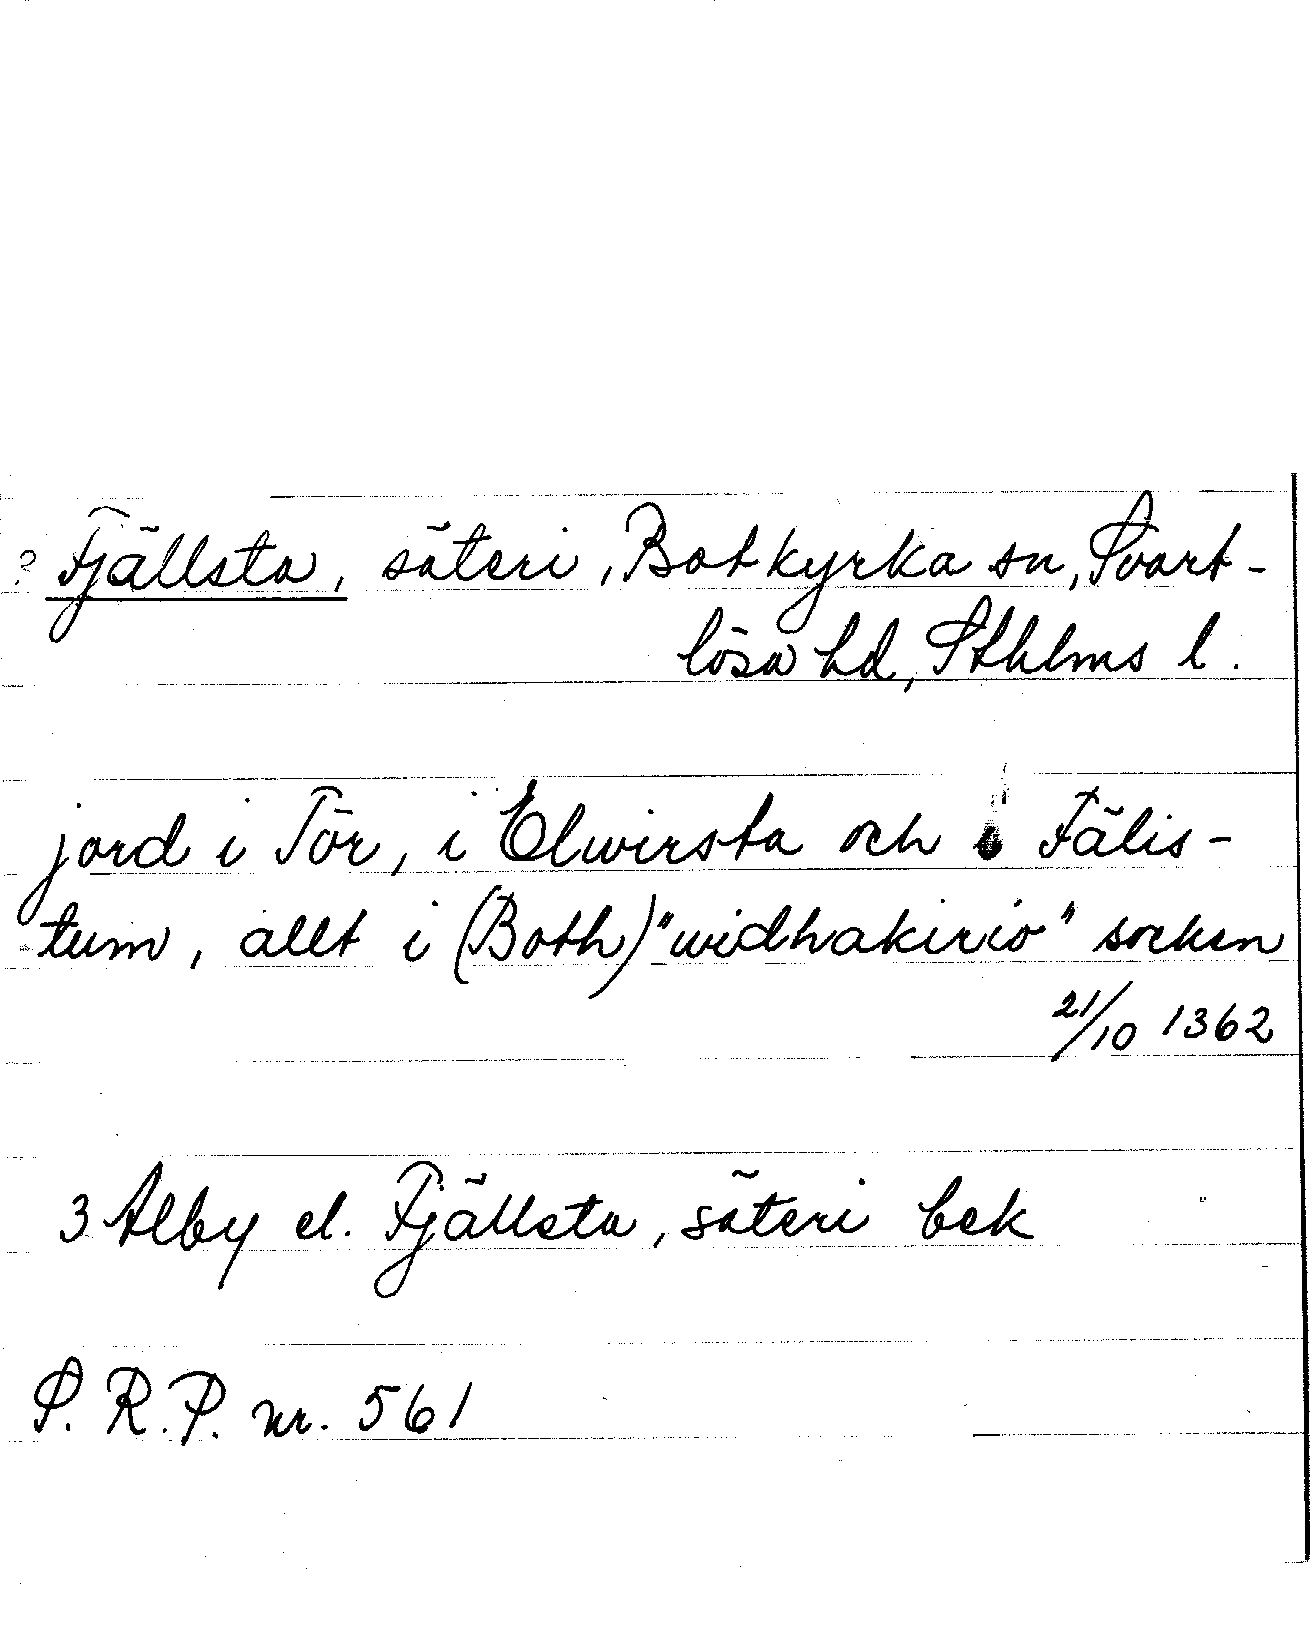 ? Fjällsta, säteri, Botkyrka sn, Svart-
lösa hd, Sthlms l.
jord i Tör, i Elwirsta och i Fälis-
tum, allt i (Both)"widhakirio" socken
21/10 1362
3 Alby el. Fjällsta, säteri bek
S. R. P. nr. 561